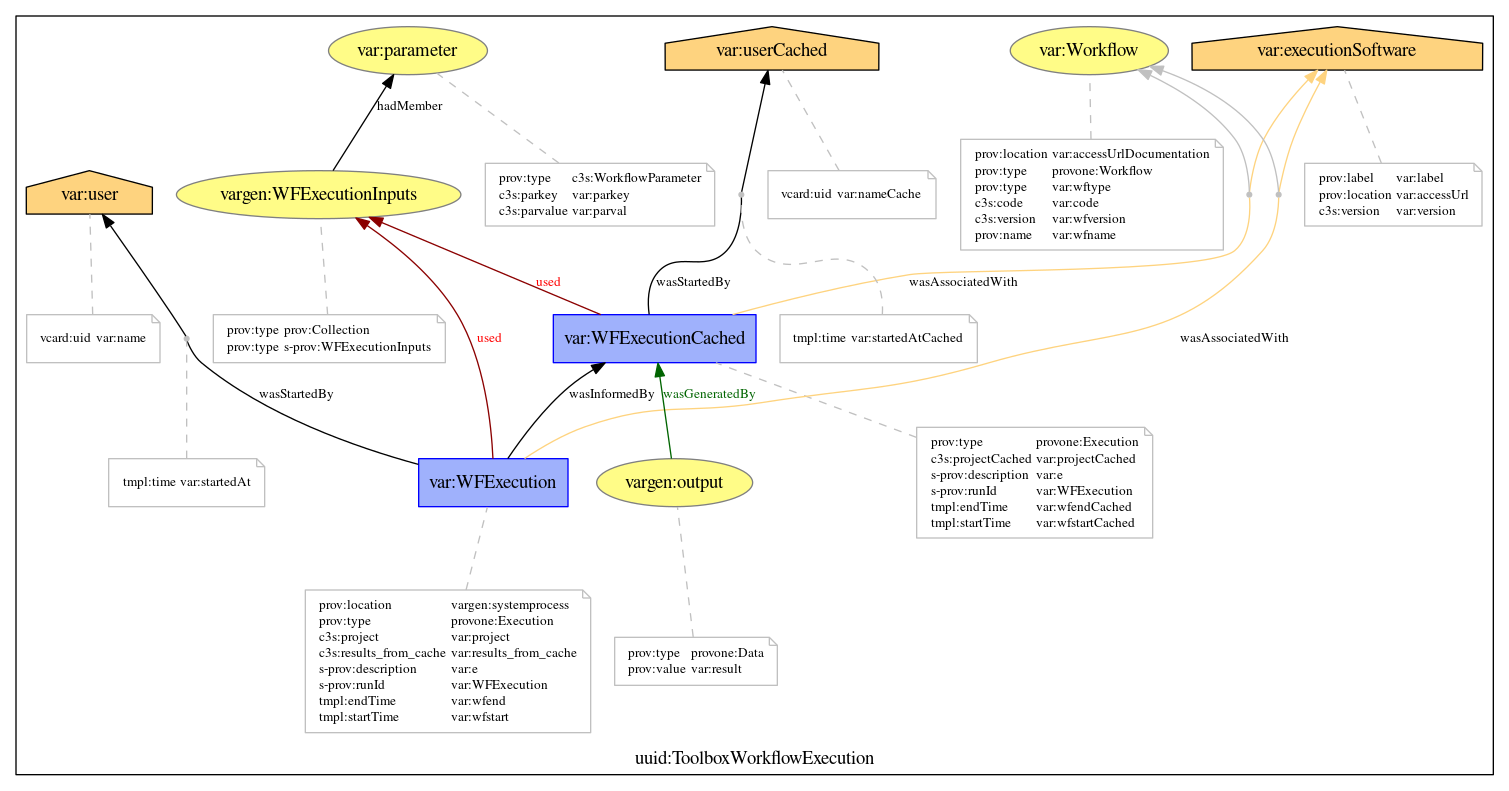 var:parameter
var:userCached
var:Workflow
var:executionSoftware
hadMember
var:user
vargen:WFExecutionInputs
prov:type c3s:WorkflowParameter
c3s:parkey var:parkey
c3s:parvalue var:parval
vcard:uid var:nameCache
prov:location var:accessUrlDocumentation
prov:type provone:Workflow
prov:type var:wftype
c3s:code var:code
c3s:version var:wfversion
prov:name var:wfname
prov:label var:label
prov:location var:accessUrl
c3s:version var:version
used
wasStartedBy
wasAssociatedWith
vcard:uid var:name
prov:type prov:Collection
prov:type s-prov:WFExecutionInputs
used
var:WFExecutionCached
tmpl:time var:startedAtCached
wasAssociatedWith
wasStartedBy
wasInformedBy
wasGeneratedBy
tmpl:time var:startedAt
var:WFExecution
vargen:output
prov:type provone:Execution
c3s:projectCached var:projectCached
s-prov:description var:e
s-prov:runId var:WFExecution
tmpl:endTime var:wfendCached
tmpl:startTime var:wfstartCached
prov:location vargen:systemprocess
prov:type provone:Execution
c3s:project var:project
c3s:results_from_cache var:results_from_cache
s-prov:description var:e
s-prov:runId var:WFExecution
tmpl:endTime var:wfend
tmpl:startTime var:wfstart
prov:type provone:Data
prov:value var:result
uuid:ToolboxWorkflowExecution